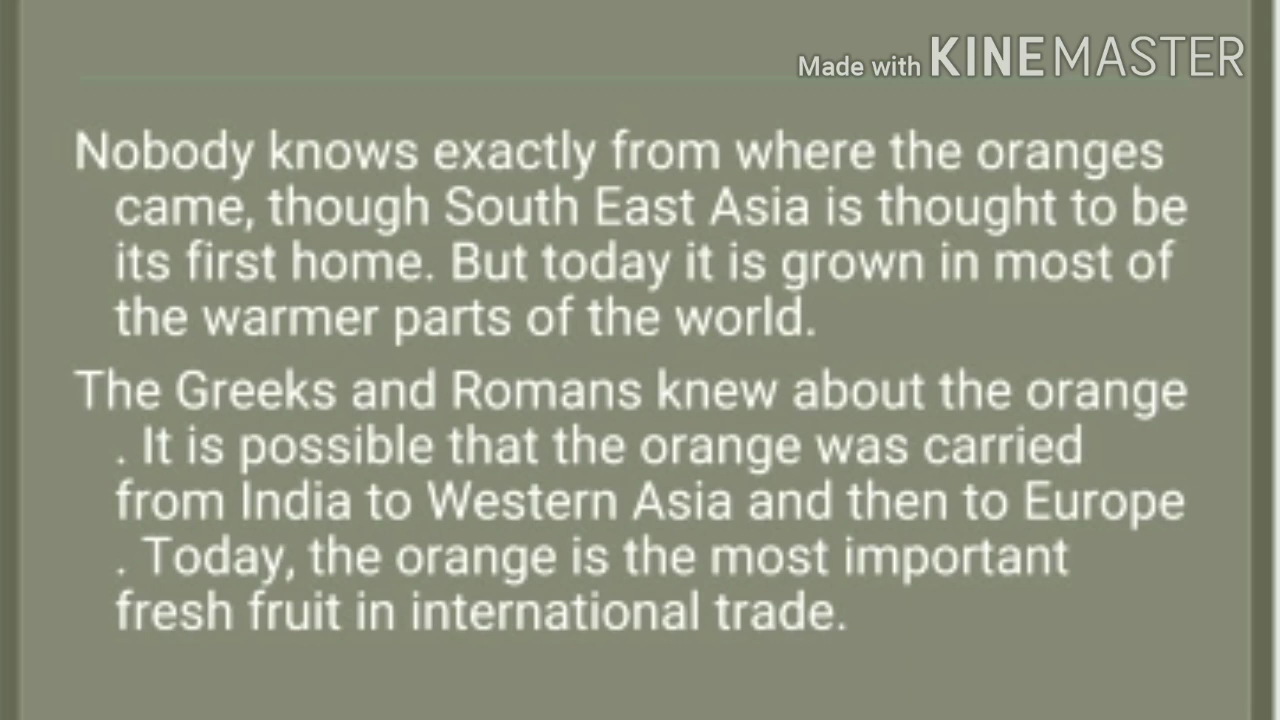 Made with KINEMASTER
Nobody knows exactly from where the oranges
came, though South East Asia is thought to be
its first home. But today it is grown in most of
the warmer parts of the world.
The Greeks and Romans knew about the orange
. It is possible that the orange was carried
from India to Western Asia and then to Europe
. Today, the orange is the most important
fresh fruit in international trade.